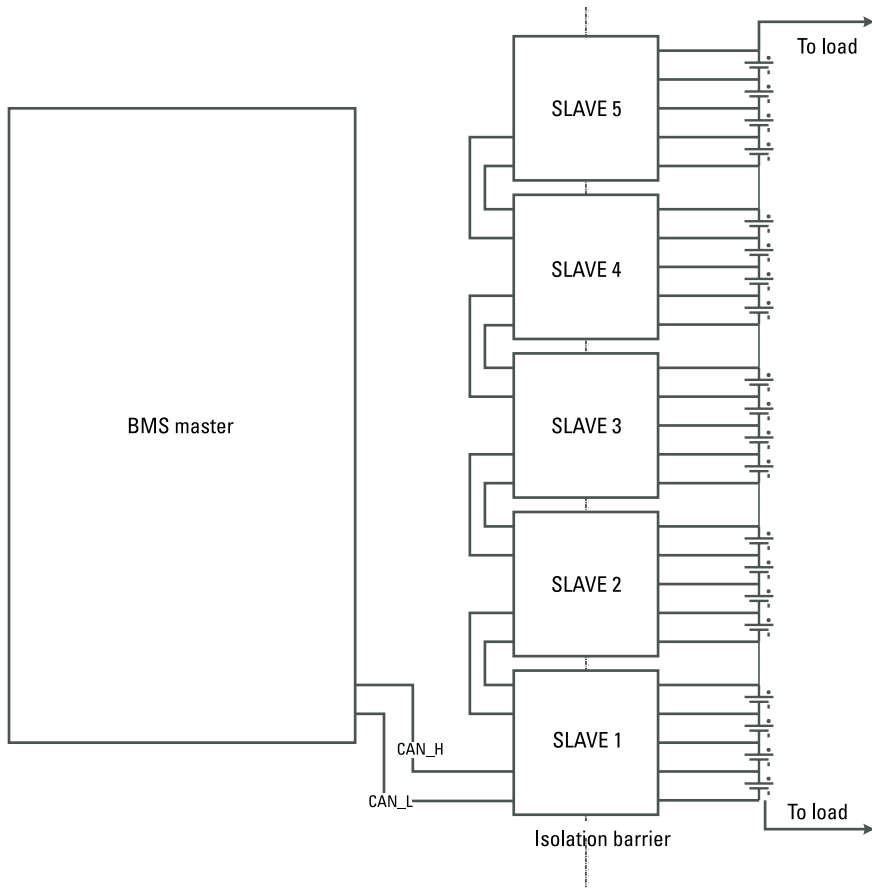 To load
SLAVE 5
SLAVE 4
BMS master
SLAVE 3
SLAVE 2
SLAVE 1
CAN_H
CAN_L
To load
Isolation barrier